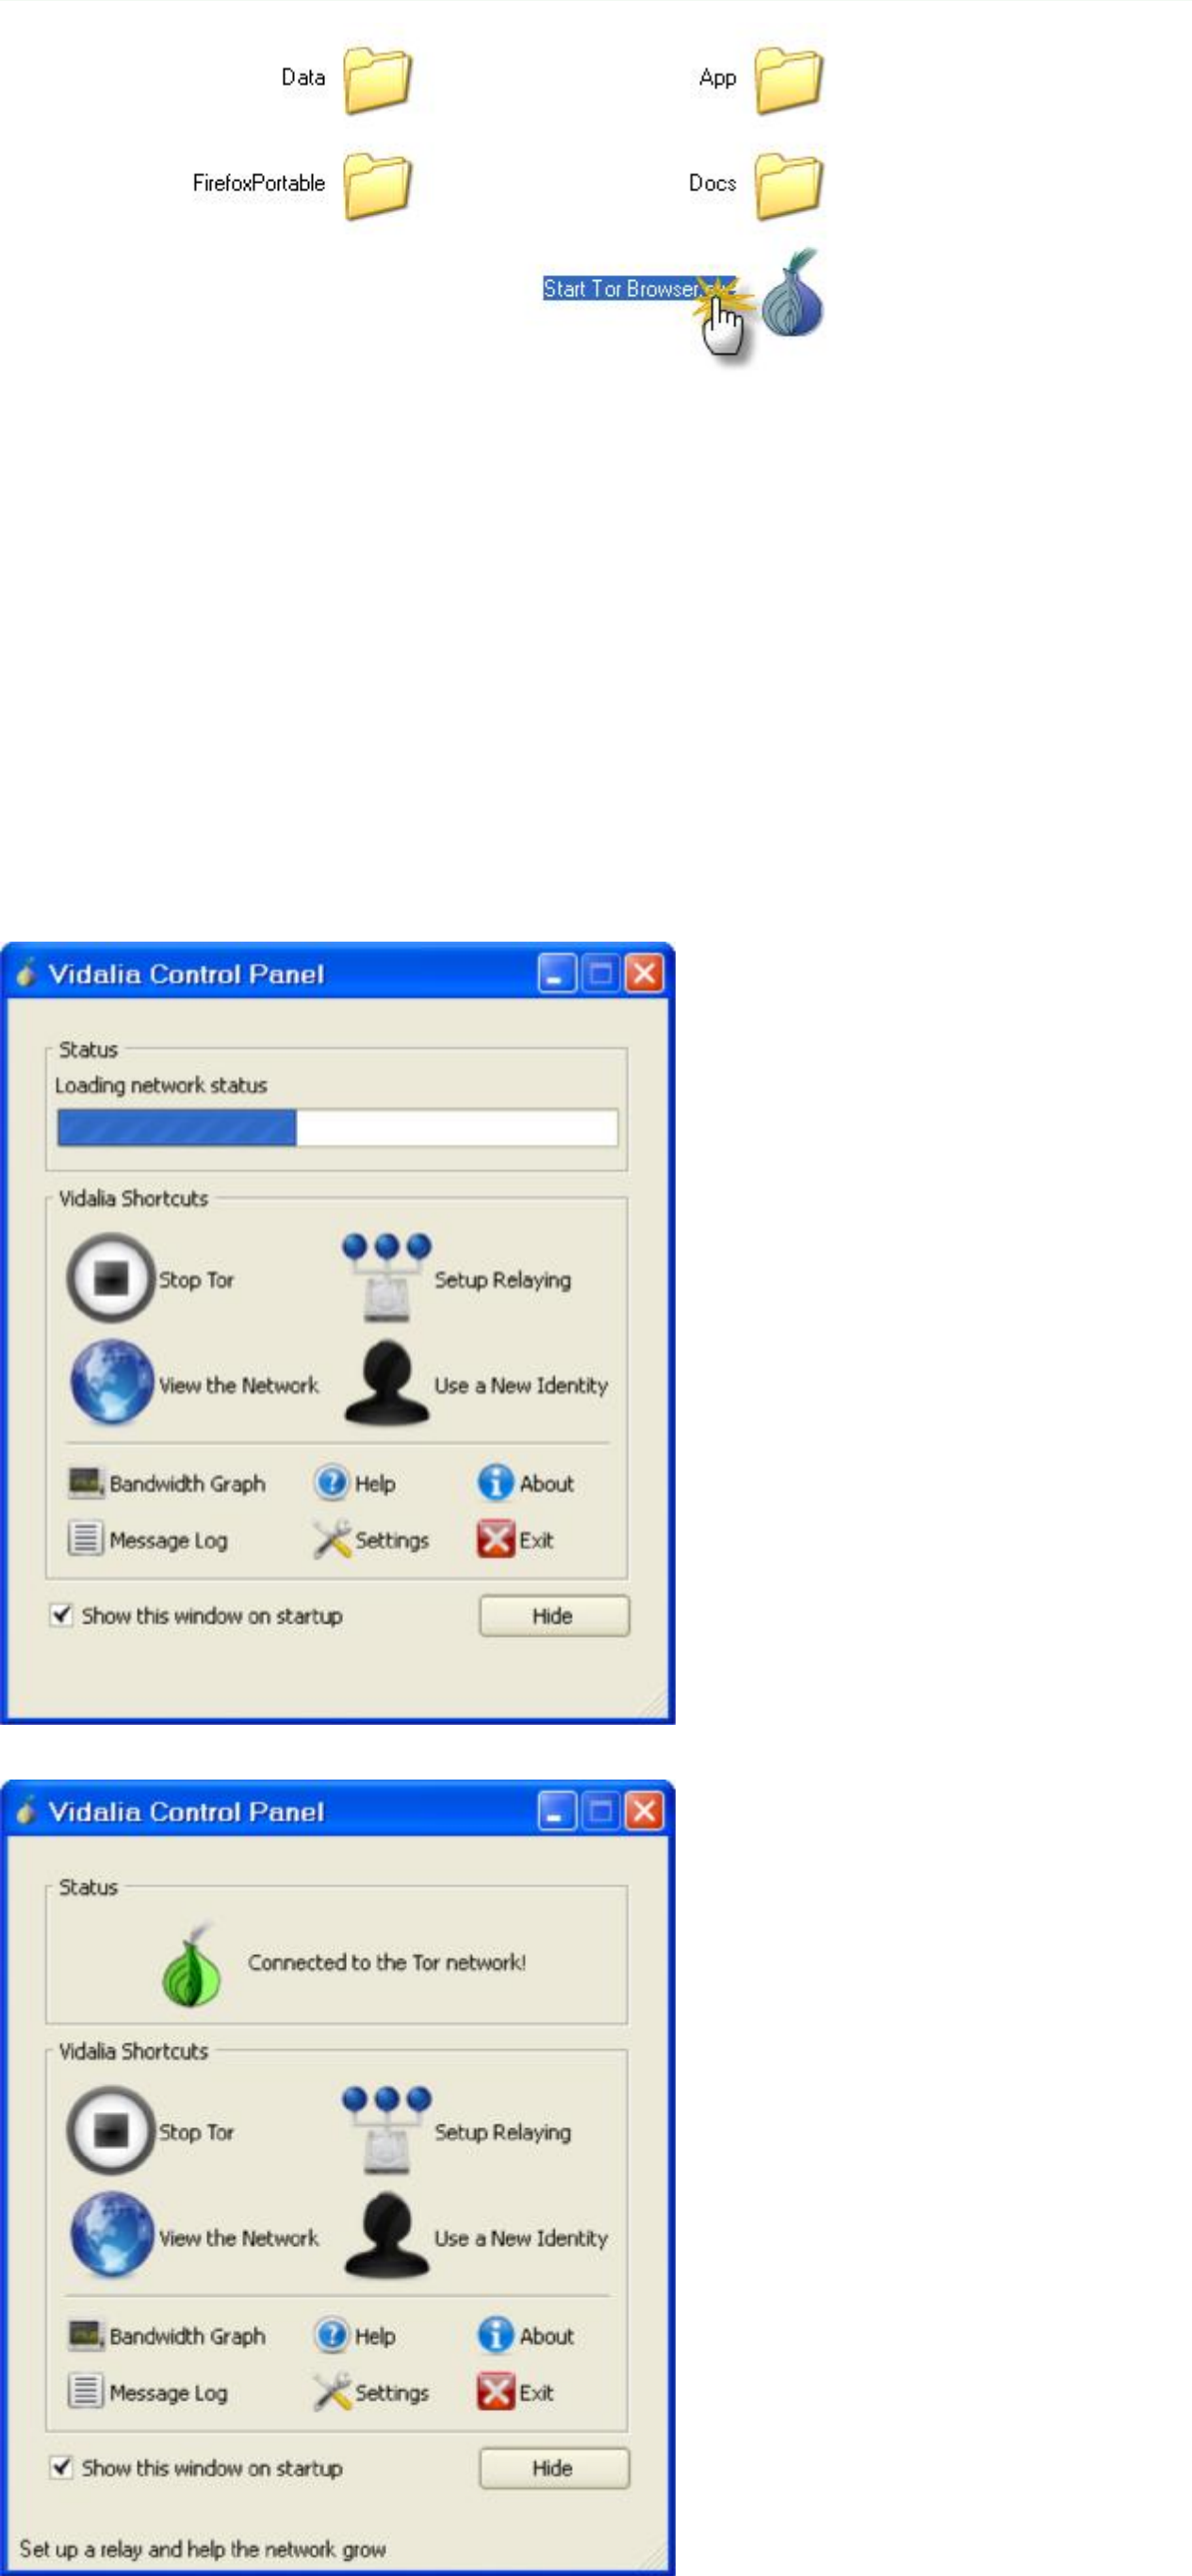 Data
App
FirefoxPortable
Docs
Start Tor Browser
Vidalia Control Panel
Status
Loading network status
Vidalia Shortcuts
Stop Tor
Setup Relaying
View the Network
Use a New Identity
Bandwidth Graph
Help
About
Message Log
Settings
Exit
Show this window on startup
Hide
Vidalia Control Panel
Status
Connected to the Tor network!
Vidalia Shortcuts
Stop Tor
Setup Relaying
View the Network
Use a New Identity
Bandwidth Graph
Help
About
Message Log
Settings
Exit
Show this window on startup
Hide
Set up a relay and help the network grow